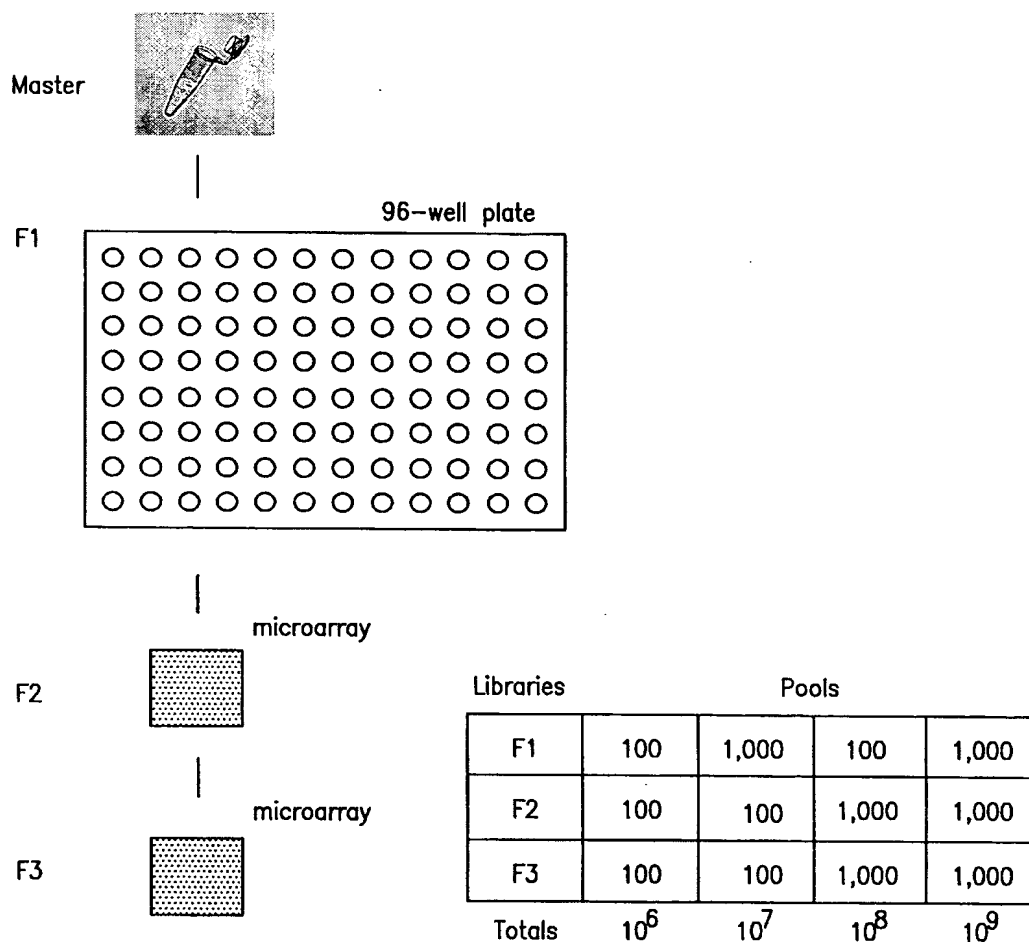 Master
96-well plate
F1
microarray
F2
microarray
F3
Libraries Pools
F1 100 1,000 100 1,000
F2 100 100 1,000 1,000
F3 100 100 1,000 1,000
Totals 10^6 10^7 10^8 10^9